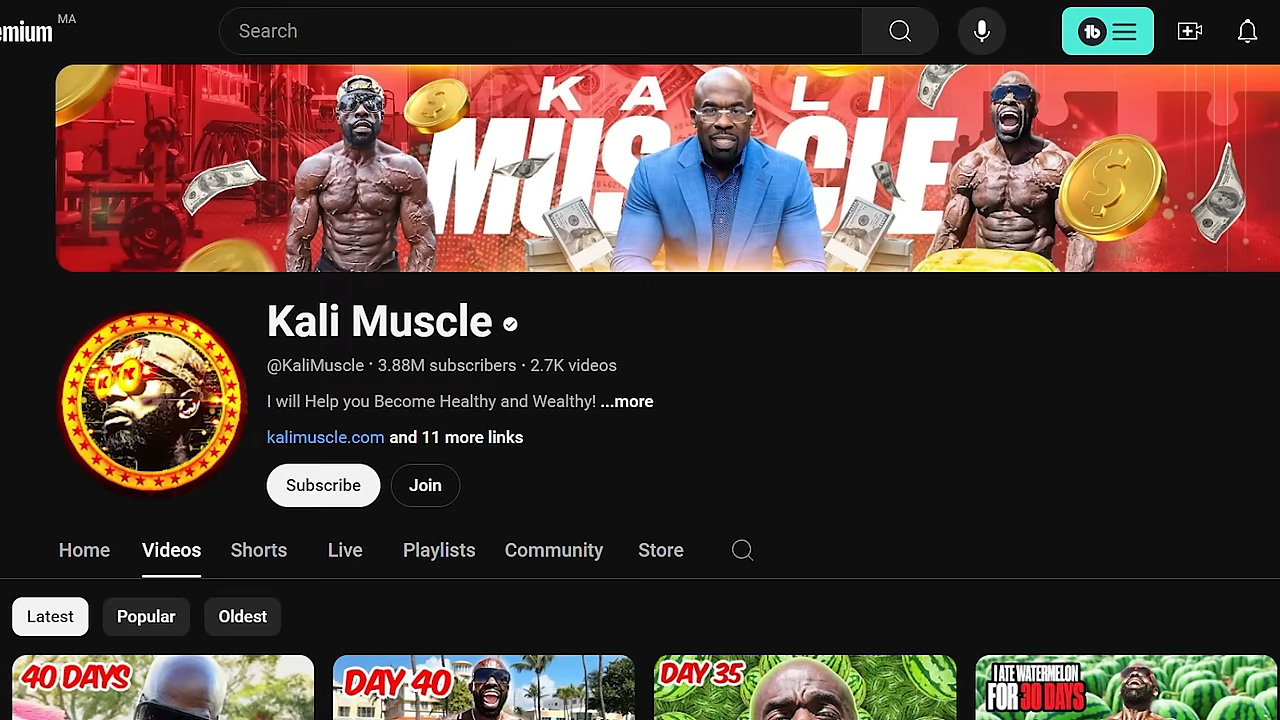 emium MA
Search
KALI
MUSCLE
Kali Muscle
@KaliMuscle · 3.88M subscribers · 2.7K videos
I will Help you Become Healthy and Wealthy! ...more
kalimuscle.com and 11 more links
Subscribe Join
Home Videos Shorts Live Playlists Community Store
Latest Popular Oldest
40 DAYS
DAY 40
DAY 35
I ATE WATERMELON
FOR 30 DAYS